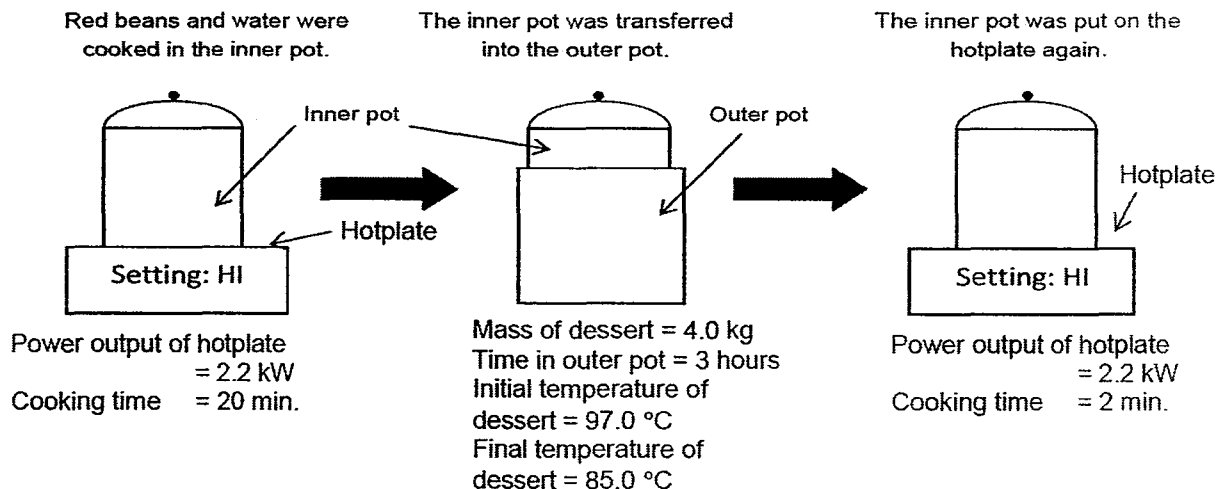 Red beans and water were
cooked in the inner pot.
The inner pot was transferred
into the outer pot.
The inner pot was put on the
hotplate again.
Inner pot
Outer pot
Hotplate
Hotplate
Setting: HI
Setting: HI
Power output of hotplate
= 2.2 kW
Cooking time = 20 min.
Mass of dessert = 4.0 kg
Time in outer pot = 3 hours
Initial temperature of
dessert = 97.0 °C
Final temperature of
dessert = 85.0 °C
Power output of hotplate
= 2.2 kW
Cooking time = 2 min.